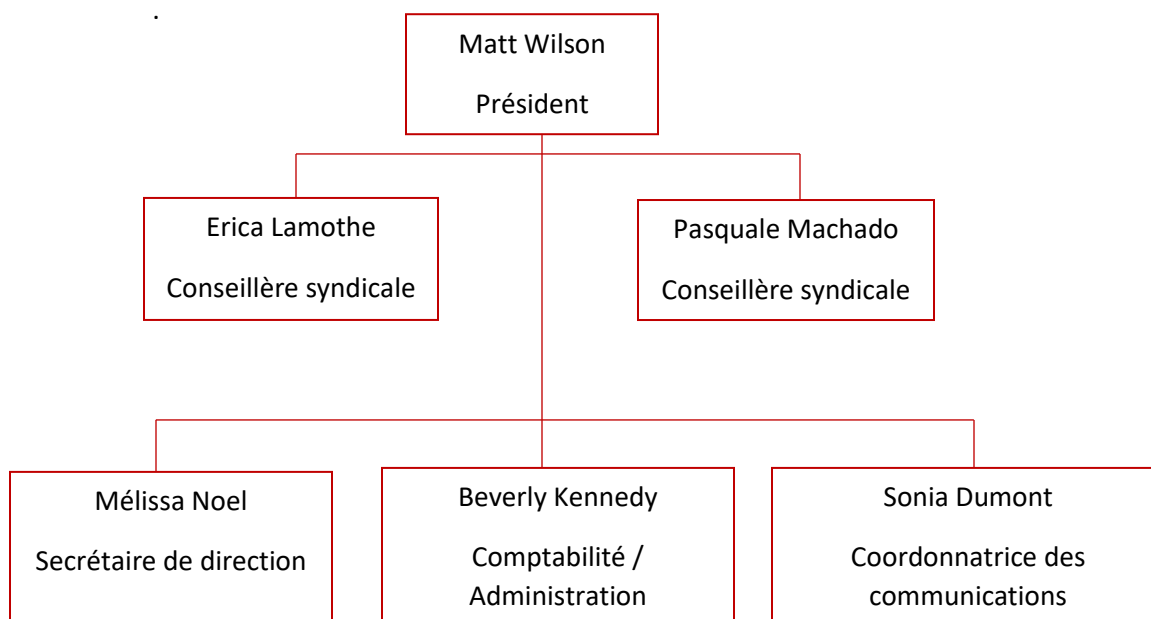 .
Matt Wilson
Président
Erica Lamothe
Conseillère syndicale
Pasquale Machado
Conseillère syndicale
Mélissa Noel
Secrétaire de direction
Beverly Kennedy
Comptabilité /
Administration
Sonia Dumont
Coordonnatrice des
communications